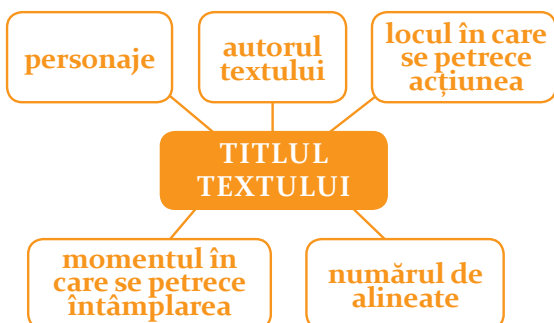 personaje
autorul
textului
locul în care
se petrece
acțiunea
TITLUL
TEXTULUI
momentul în
care se petrece
întâmplarea
numărul de
alineate